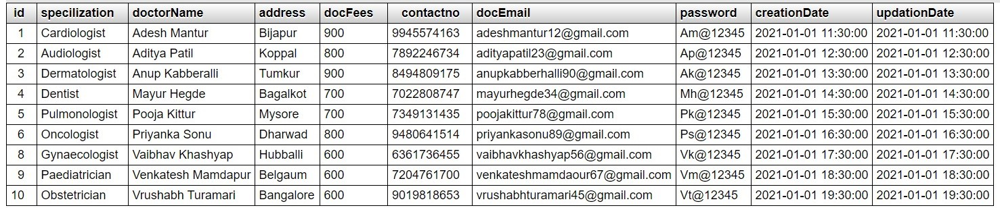 id specilization doctorName address docFees contactno docEmail password creationDate updationDate
1 Cardiologist Adesh Mantur Bijapur 900 9945574163 adeshmantur12@gmail.com Am@12345 2021-01-01 11:30:00 2021-01-01 11:30:00
2 Audiologist Aditya Patil Koppal 800 7892246734 adityapatil23@gmail.com Ap@12345 2021-01-01 12:30:00 2021-01-01 12:30:00
3 Dermatologist Anup Kabberalli Tumkur 900 8494809175 anupkabberhalli90@gmail.com Ak@12345 2021-01-01 13:30:00 2021-01-01 13:30:00
4 Dentist Mayur Hegde Bagalkot 700 7022808747 mayurhegde34@gmail.com Mh@12345 2021-01-01 14:30:00 2021-01-01 14:30:00
5 Pulmonologist Pooja Kittur Mysore 700 7349131435 poojakittur78@gmail.com Pk@12345 2021-01-01 15:30:00 2021-01-01 15:30:00
6 Oncologist Priyanka Sonu Dharwad 800 9480641514 priyankasonu89@gmail.com Ps@12345 2021-01-01 16:30:00 2021-01-01 16:30:00
8 Gynaecologist Vaibhav Khashyap Hubballi 600 6361736455 vaibhavkhashyap56@gmail.com Vk@12345 2021-01-01 17:30:00 2021-01-01 17:30:00
9 Paediatrician Venkatesh Mamdapur Belgaum 600 7204761700 venkateshmamdaour67@gmail.com Vm@12345 2021-01-01 18:30:00 2021-01-01 18:30:00
10 Obstetrician Vrushabh Turamari Bangalore 600 9019818653 vrushabhturamari45@gmail.com Vt@12345 2021-01-01 19:30:00 2021-01-01 19:30:00